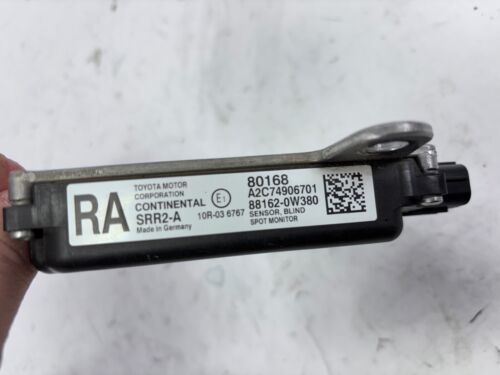 RA
TOYOTA MOTOR
CORPORATION
CONTINENTAL
SRR2-A
Made in Germany
E1
10R-03 6767
80168
A2C74906701
88162-0W380
SENSOR, BLIND
SPOT MONITOR